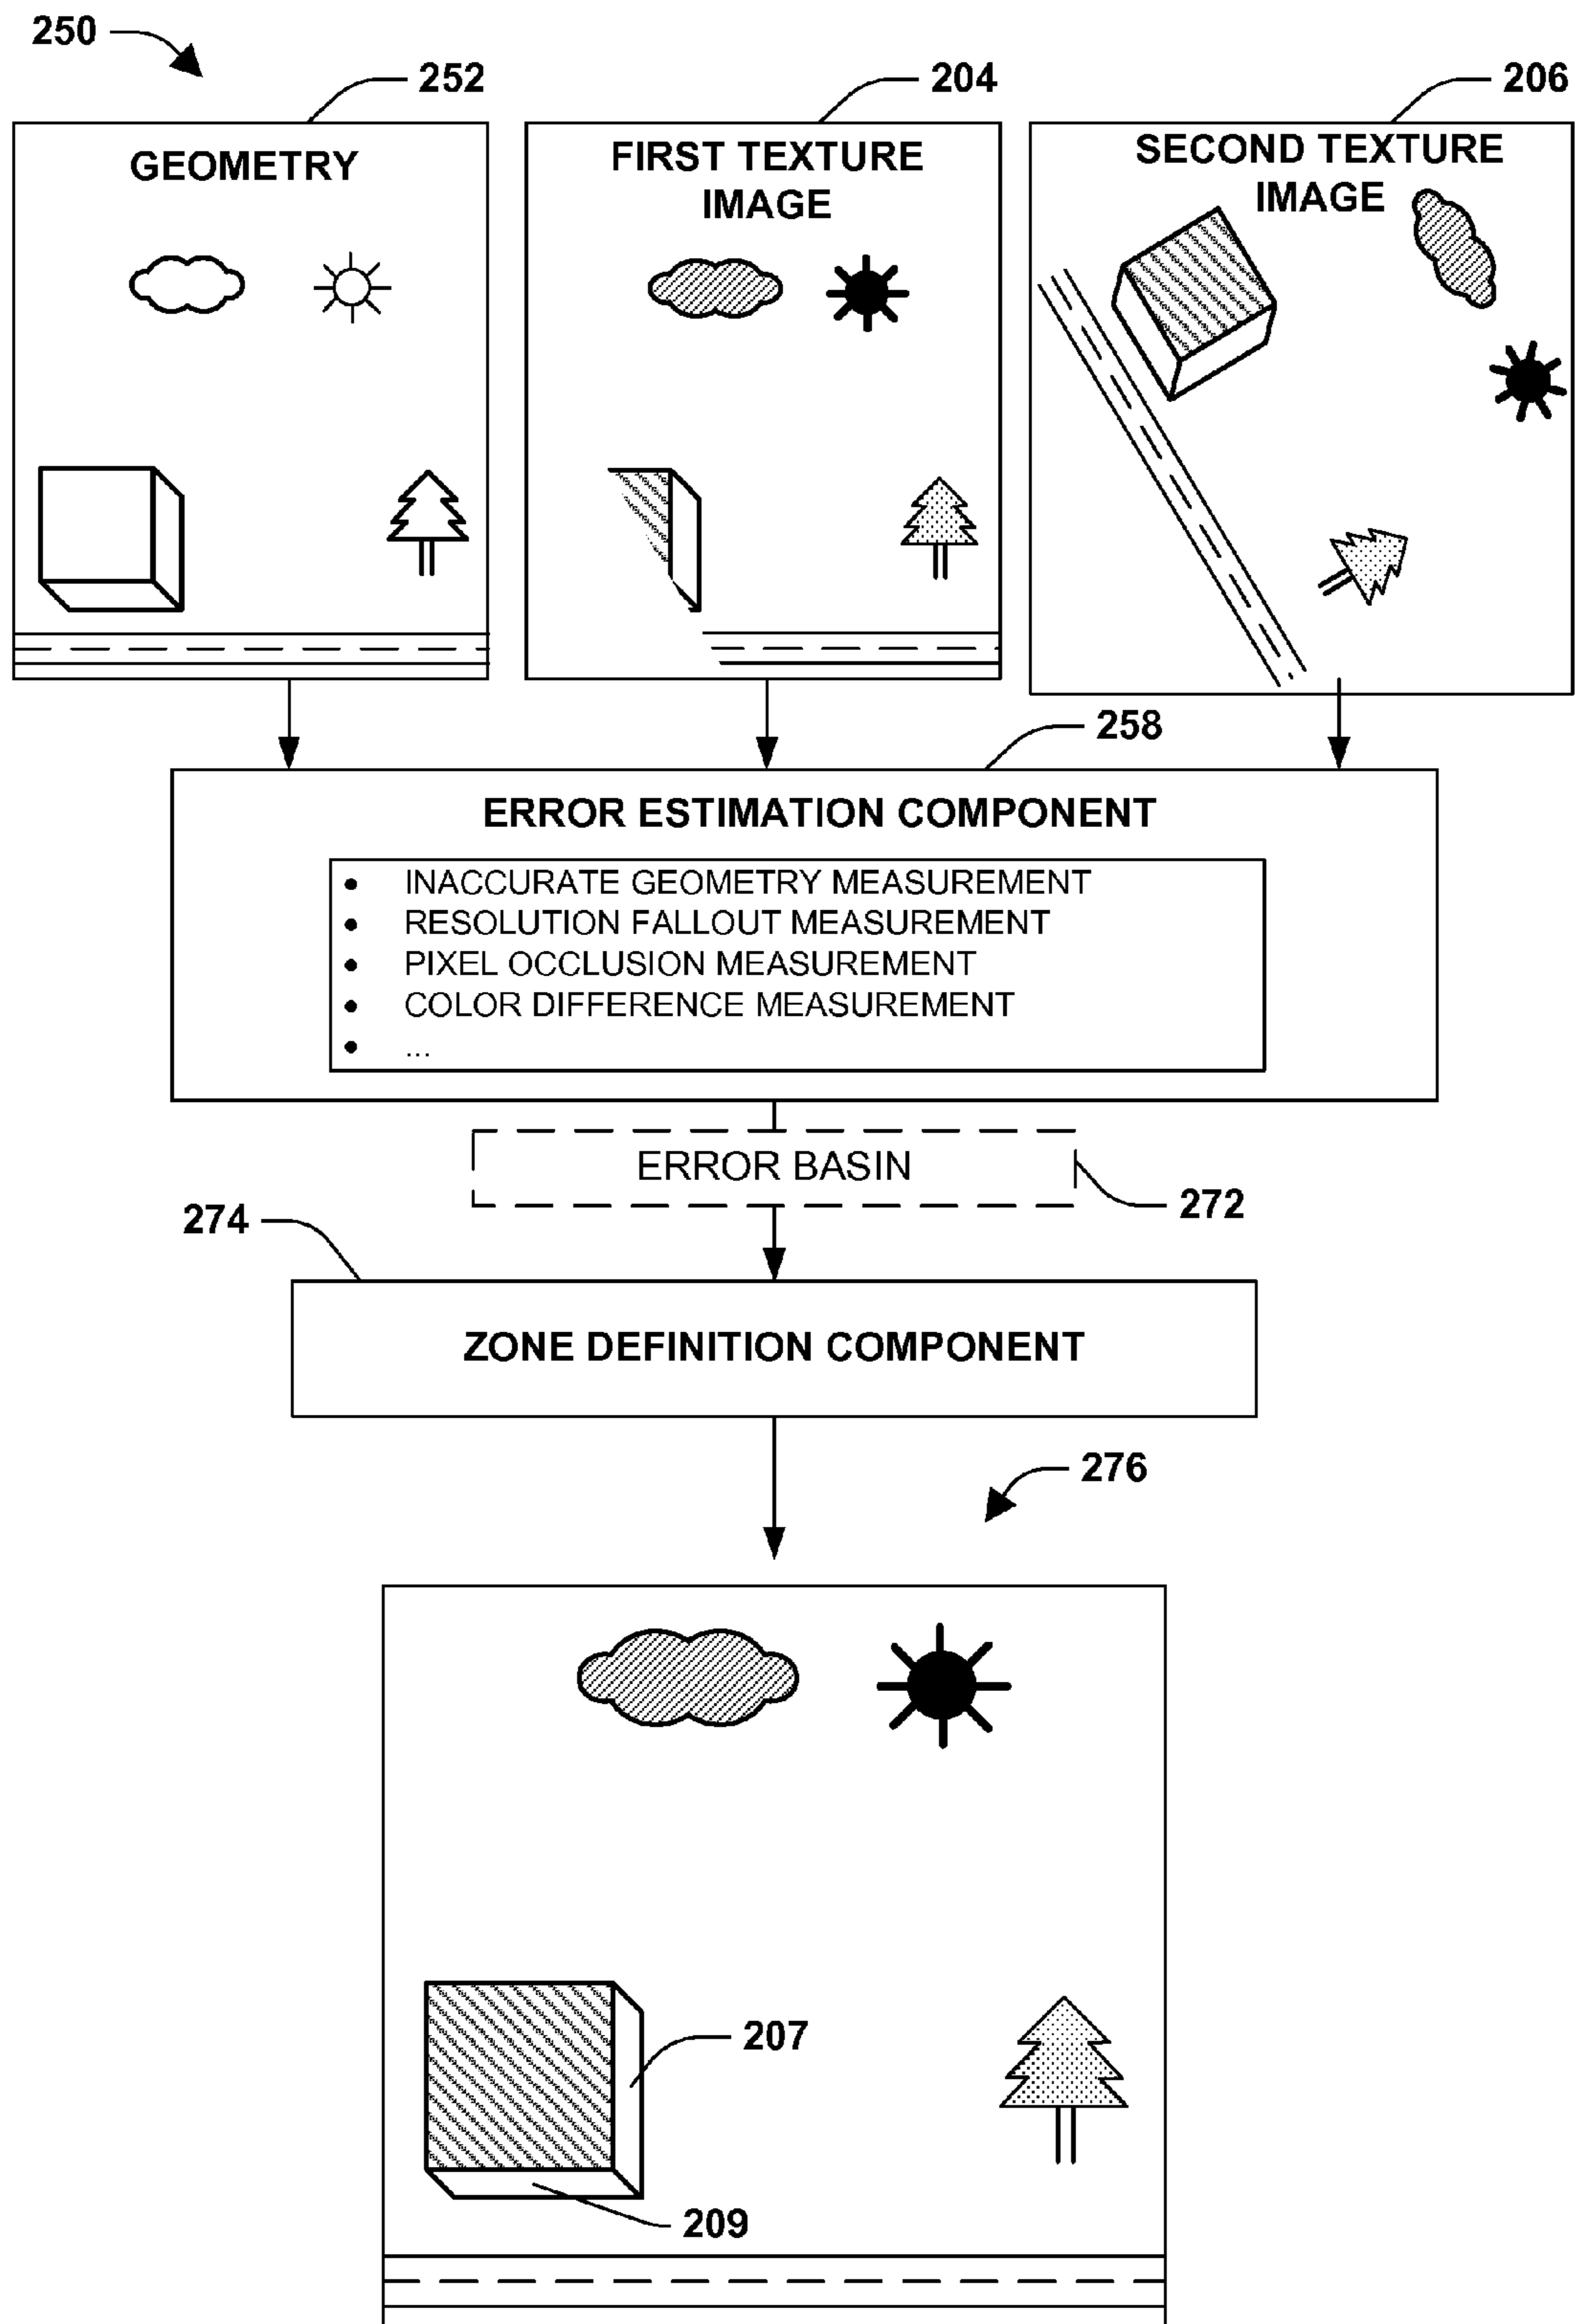 250
252
204
206
GEOMETRY
FIRST TEXTURE
IMAGE
SECOND TEXTURE
IMAGE
258
ERROR ESTIMATION COMPONENT
• INACCURATE GEOMETRY MEASUREMENT
• RESOLUTION FALLOUT MEASUREMENT
• PIXEL OCCLUSION MEASUREMENT
• COLOR DIFFERENCE MEASUREMENT
• ...
ERROR BASIN
272
274
ZONE DEFINITION COMPONENT
276
207
209